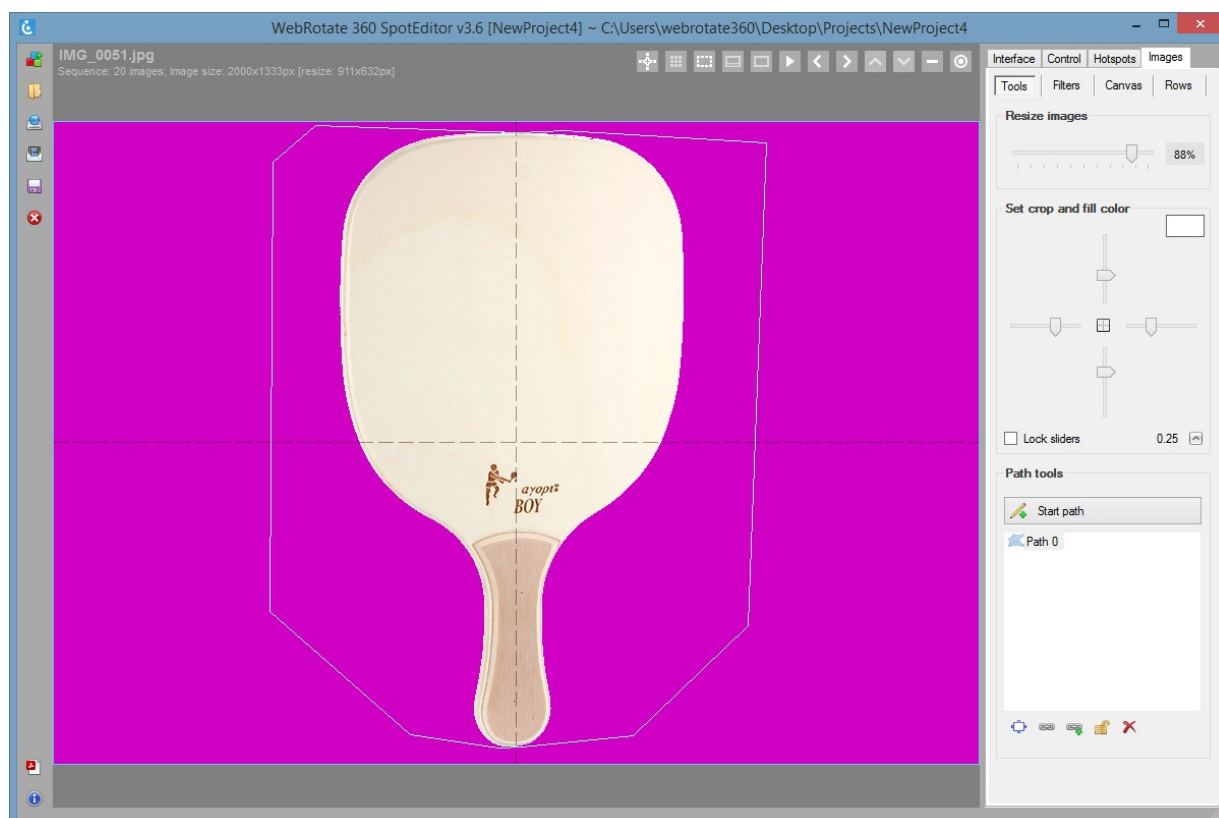 WebRotate 360 SpotEditor v3.6 [NewProject4] ~ C:\Users\webrotate360\Desktop\Projects\NewProject4
IMG_0051.jpg
Sequence: 20 images; Image size: 2000x1333px [resize: 911x632px]
Interface Control Hotspots Images
Tools Filters Canvas Rows
Resize images
88%
Set crop and fill color
Lock sliders 0.25
Path tools
Start path
Path 0
BOY